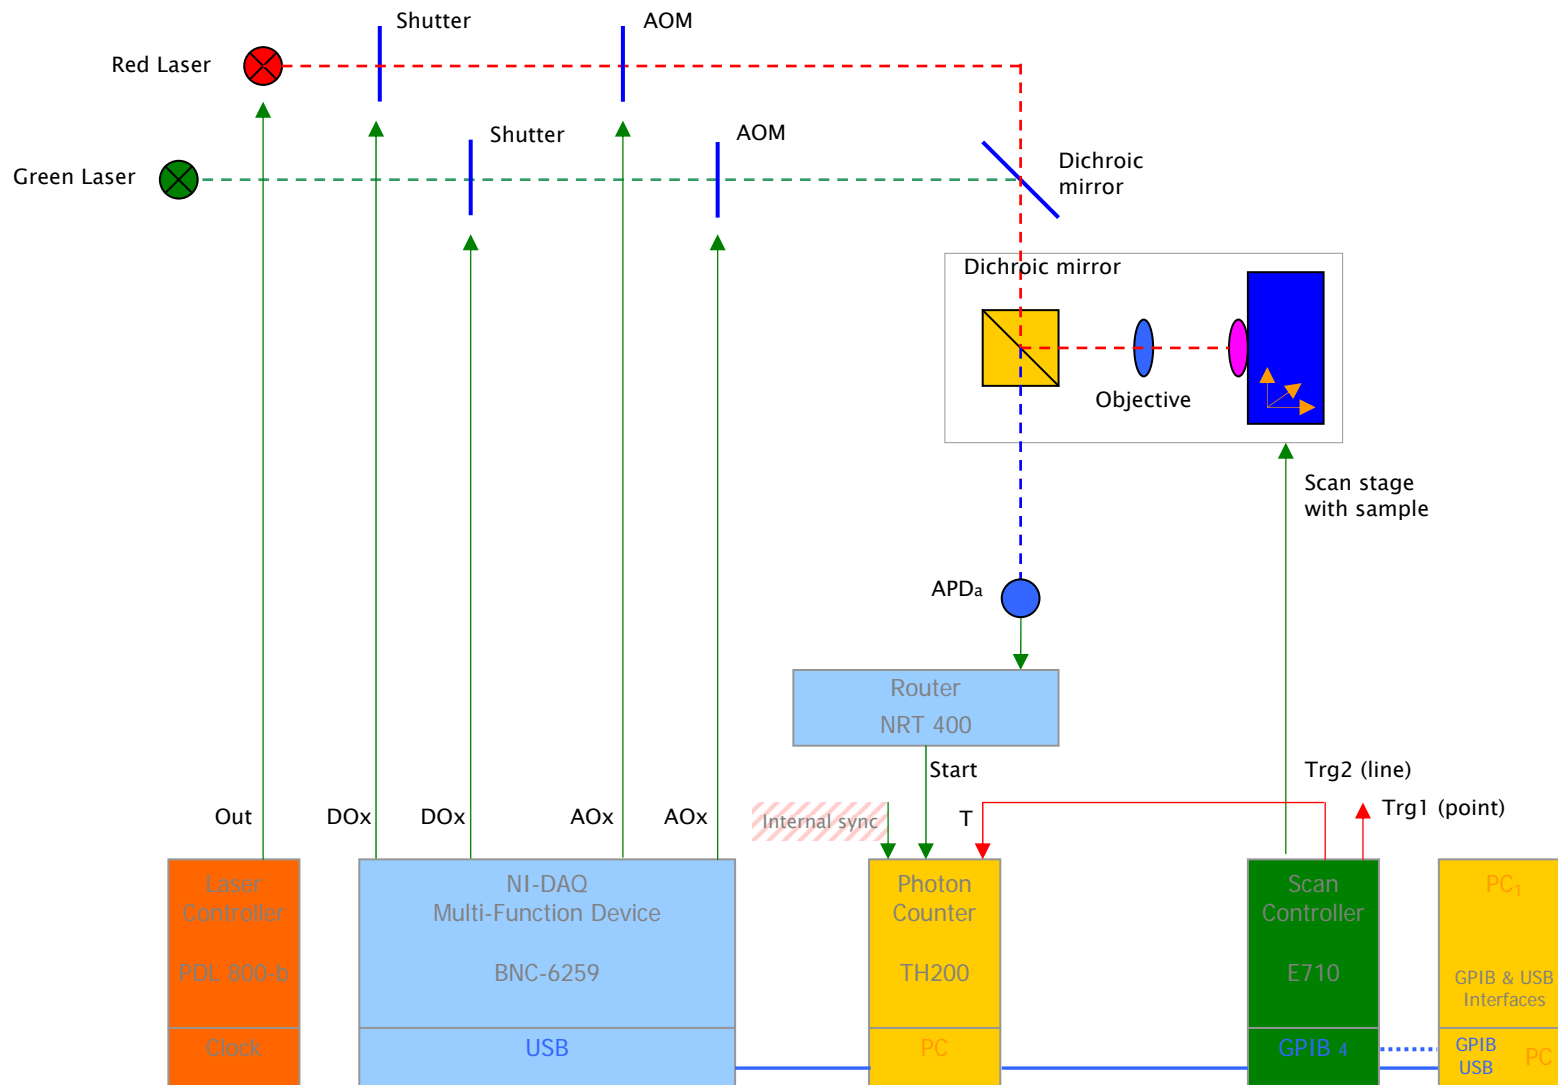 Shutter
AOM
Red Laser
Shutter
AOM
Green Laser
Dichroic
mirror
Dichroic mirror
Objective
Scan stage
with sample
APDa
Router
NRT 400
Start
Trg2 (line)
Trg1 (point)
Out
DOx
DOx
AOx
AOx
Internal sync
T
Laser
Controller
PDL 800-b
Clock
NI-DAQ
Multi-Function Device
BNC-6259
USB
Photon
Counter
TH200
PC
Scan
Controller
E710
GPIB 4
PC1
GPIB & USB
Interfaces
GPIB
USB
PC